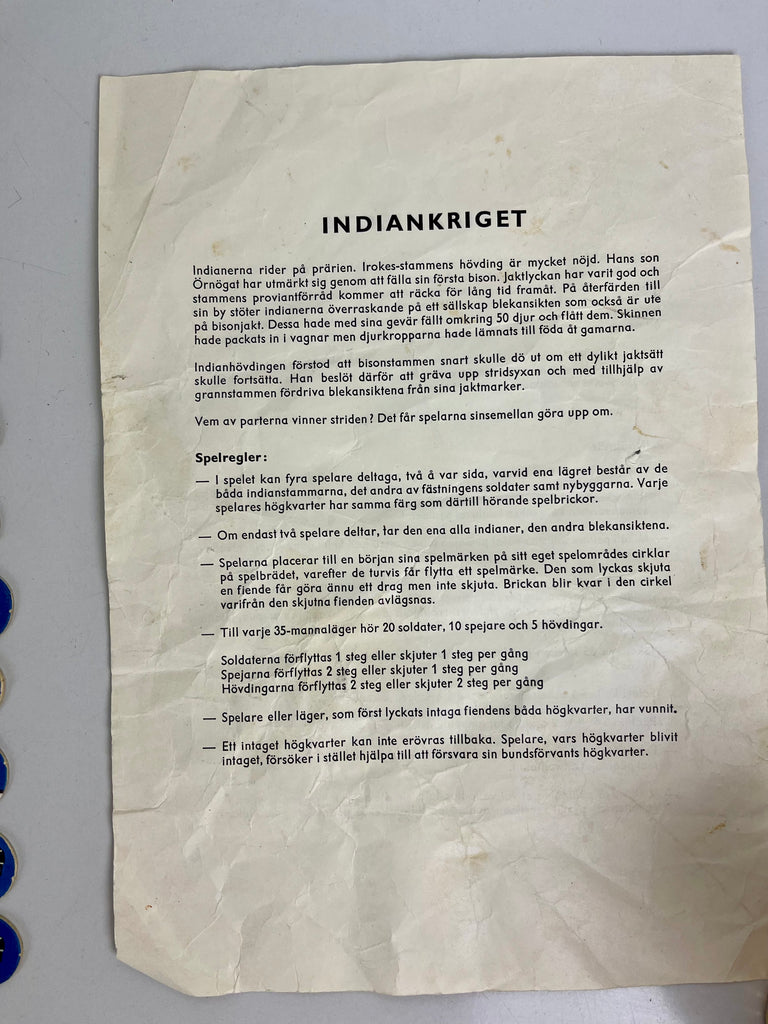 INDIANKRIGET
Indianerna rider på prärien. Irokes-stammens hövding är mycket nöjd. Hans son
Örnögat har utmärkt sig genom att fälla sin första bison. Jaktlyckan har varit god och
stammens proviantförråd kommer att räcka för lång tid framåt. På återfärden till
sin by stöter indianerna överraskande på ett sällskap blekansikten som också är ute
på bisonjakt. Dessa hade med sina gevär fällt omkring 50 djur och flått dem. Skinnen
hade packats in i vagnar men djurkropparna hade lämnats till föda åt gamarna.
Indianhövdingen förstod att bisonstammen snart skulle dö ut om ett dylikt jaktsätt
skulle fortsätta. Han beslöt därför att gräva upp stridsyxan och med tillhjälp av
grannstammen fördriva blekansiktena från sina jaktmarker.
Vem av parterna vinner striden? Det får spelarna sinsemellan göra upp om.
Spelregler:
— I spelet kan fyra spelare deltaga, två å var sida, varvid ena lägret består av de
båda indianstammarna, det andra av fästningens soldater samt nybyggarna. Varje
spelares högkvarter har samma färg som därtill hörande spelbrickor.
— Om endast två spelare deltar, tar den ena alla indianer, den andra blekansiktena.
— Spelarna placerar till en början sina spelmärken på sitt eget spelområdes cirklar
på spelbrädet, varefter de turvis får flytta ett spelmärke. Den som lyckas skjuta
en fiende får göra ännu ett drag men inte skjuta. Brickan blir kvar i den cirkel
varifrån den skjutna fienden avlägsnas.
— Till varje 35-mannaläger hör 20 soldater, 10 spejare och 5 hövdingar.
Soldaterna förflyttas 1 steg eller skjuter 1 steg per gång
Spejarna förflyttas 2 steg eller skjuter 1 steg per gång
Hövdingarna förflyttas 2 steg eller skjuter 2 steg per gång
— Spelare eller läger, som först lyckats intaga fiendens båda högkvarter, har vunnit.
— Ett intaget högkvarter kan inte erövras tillbaka. Spelare, vars högkvarter blivit
intaget, försöker i stället hjälpa till att försvara sin bundsförvants högkvarter.